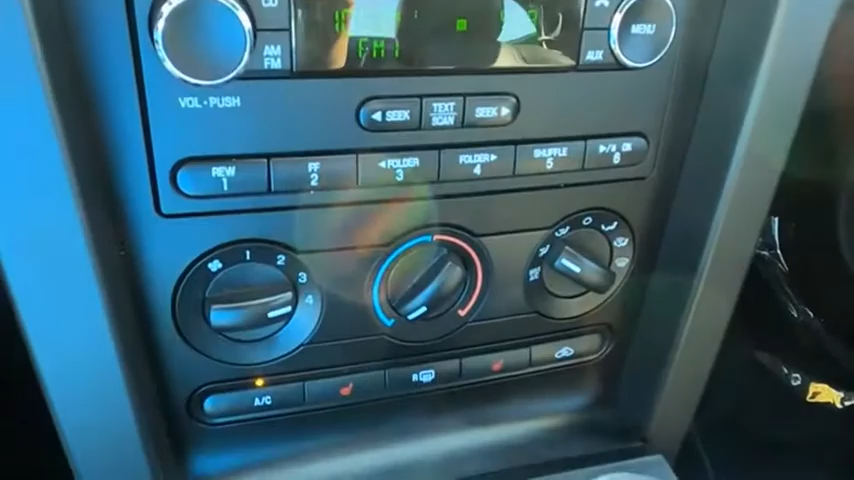 CD
AM
FM
FM1
MENU
AUX
VOL • PUSH
◄ SEEK
TEXT
SCAN
SEEK ►
REW
1
FF
2
◄ FOLDER
3
FOLDER ►
4
SHUFFLE
5
►/II OK
6
1
2
3
4
A/C
R